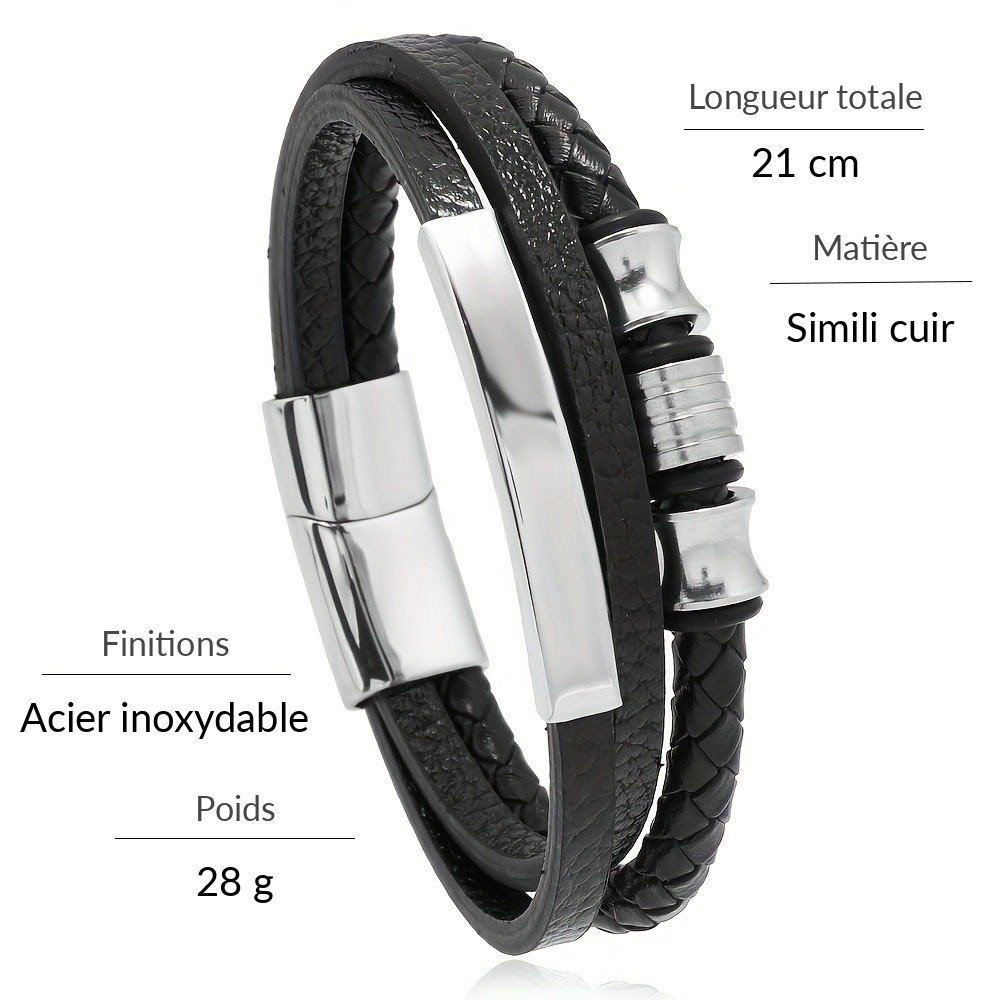 Longueur totale
21 cm
Matière
Simili cuir
Finitions
Acier inoxydable
Poids
28 g